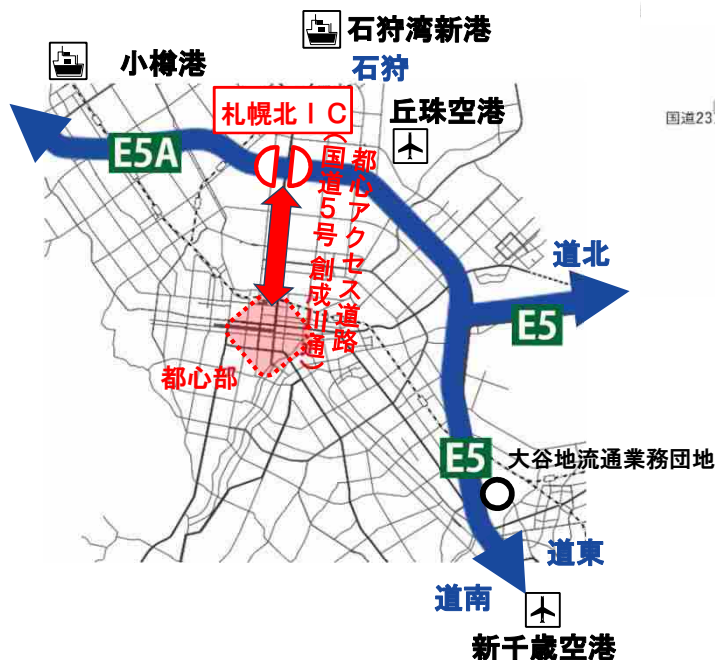 石狩湾新港
小樽港
石狩
札幌北IC
丘珠空港
国道23
E5A
都心アクセス道路
(国道5号 創成川通)
道北
E5
都心部
E5
大谷地流通業務団地
道東
道南
新千歳空港